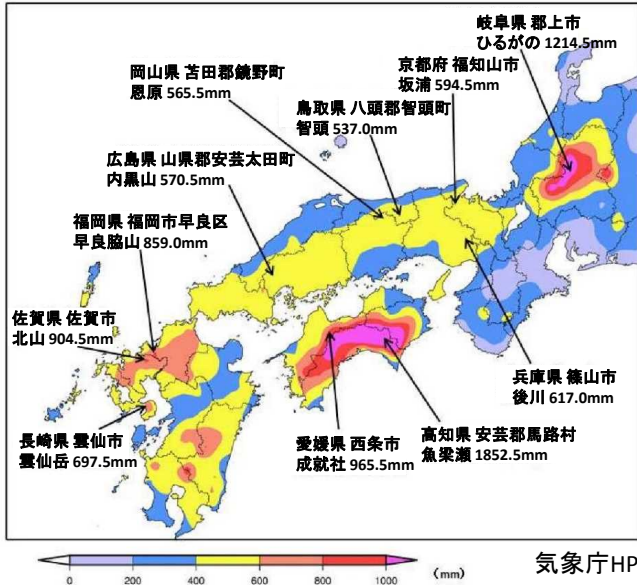 岐阜県 郡上市
ひるがの 1214.5mm
岡山県 苫田郡鏡野町
恩原 565.5mm
京都府 福知山市
坂浦 594.5mm
鳥取県 八頭郡智頭町
智頭 537.0mm
広島県 山県郡安芸太田町
内黒山 570.5mm
福岡県 福岡市早良区
早良脇山 859.0mm
佐賀県 佐賀市
北山 904.5mm
長崎県 雲仙市
雲仙岳 697.5mm
愛媛県 西条市
成就社 965.5mm
高知県 安芸郡馬路村
魚梁瀬 1852.5mm
兵庫県 篠山市
後川 617.0mm
0 200 400 600 800 1000 (mm)
気象庁HP